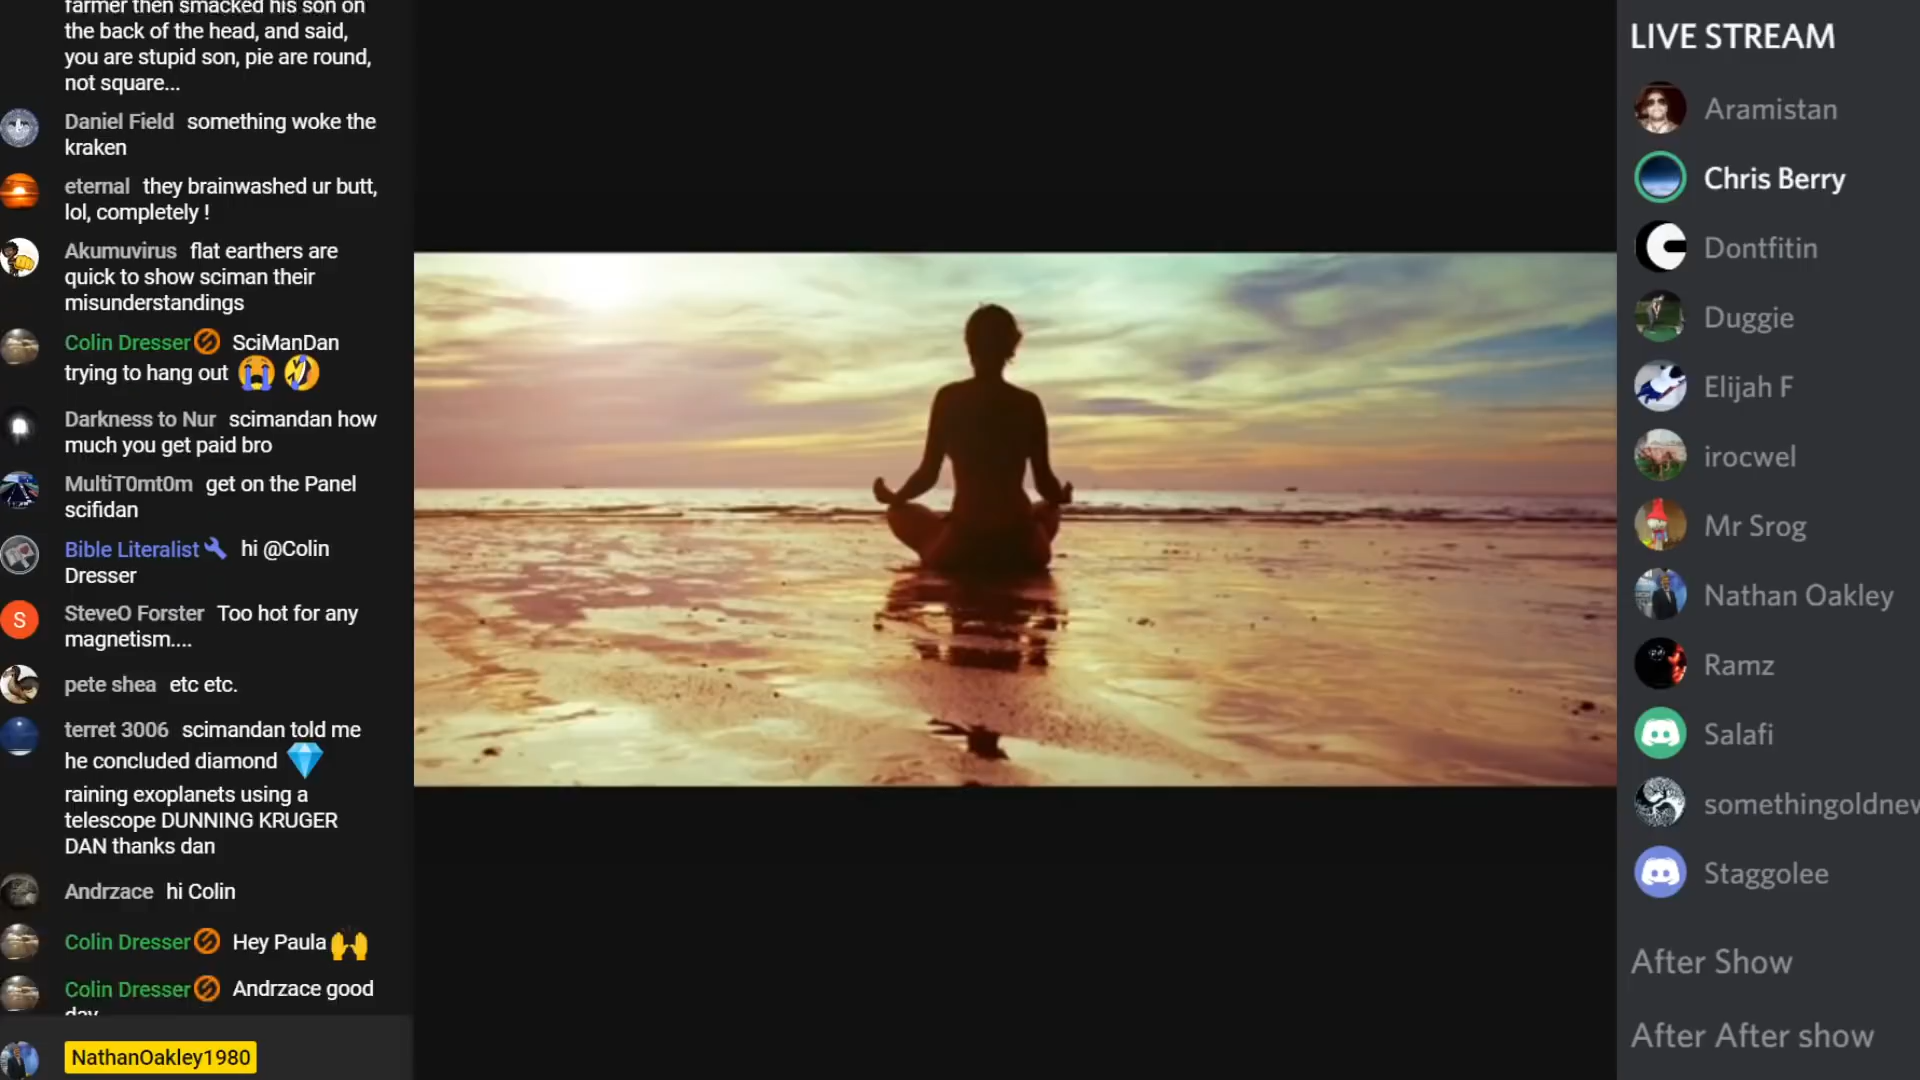 farmer then smacked his son on
the back of the head, and said,
you are stupid son, pie are round,
not square...
Daniel Field something woke the
kraken
eternal they brainwashed ur butt,
lol, completely !
Akumuvirus flat earthers are
quick to show sciman their
misunderstandings
Colin Dresser SciManDan
trying to hang out
Darkness to Nur scimandan how
much you get paid bro
MultiT0mt0m get on the Panel
scifidan
Bible Literalist hi @Colin
Dresser
SteveO Forster Too hot for any
magnetism....
pete shea etc etc.
terret 3006 scimandan told me
he concluded diamond
raining exoplanets using a
telescope DUNNING KRUGER
DAN thanks dan
Andrzace hi Colin
Colin Dresser Hey Paula
Colin Dresser Andrzace good
day
NathanOakley1980
S
LIVE STREAM
Aramistan
Chris Berry
Dontfitin
Duggie
Elijah F
irocwel
Mr Srog
Nathan Oakley
Ramz
Salafi
somethingoldnew
Staggolee
After Show
After After show